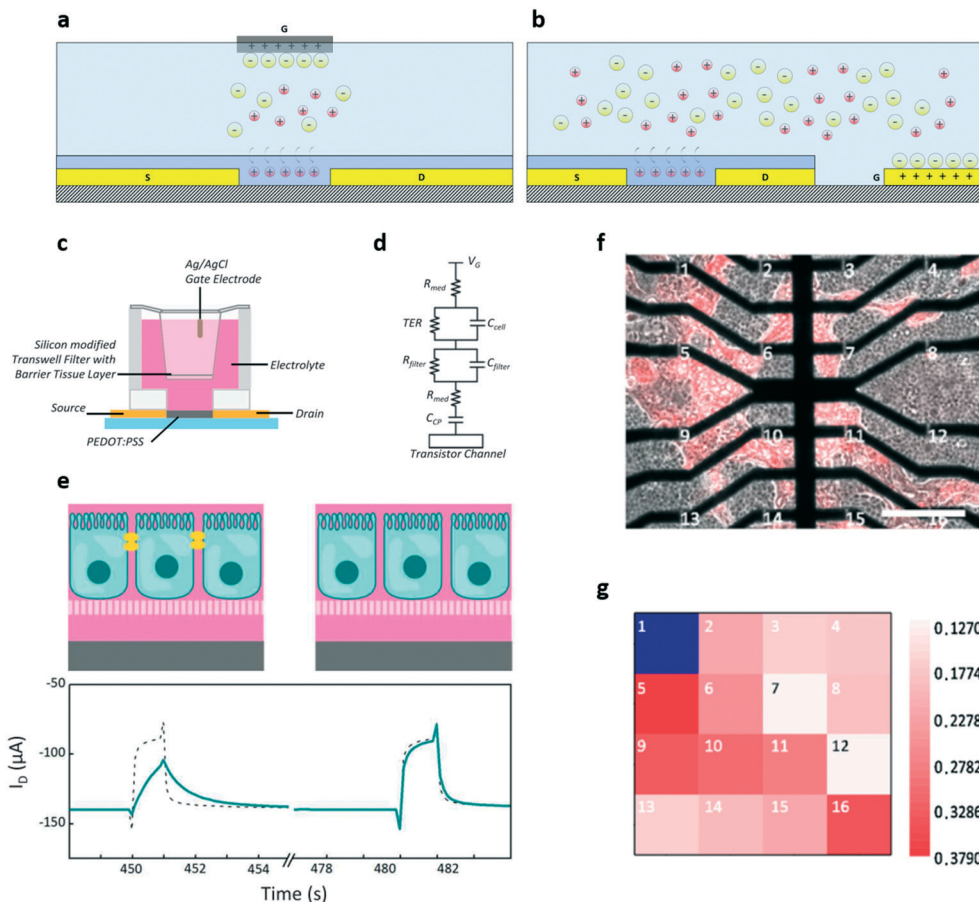 a
G
+ + + + + +
- - - - -
S
D
b
S
D
G
+ + + + + +
c
Ag/AgCl
Gate Electrode
Silicon modified
Transwell Filter with
Barrier Tissue Layer
Electrolyte
Source
Drain
PEDOT:PSS
d
V_G
R_med
TER
C_cell
R_filter
C_filter
R_med
C_CP
Transistor Channel
e
-50
-100
-150
I_D (µA)
450 452 454 478 480 482
Time (s)
f
1 2 3 4
5 6 7 8
9 10 11 12
13 14 15 16
g
1 2 3 4
5 6 7 8
9 10 11 12
13 14 15 16
0.1270
0.1774
0.2278
0.2782
0.3286
0.3790